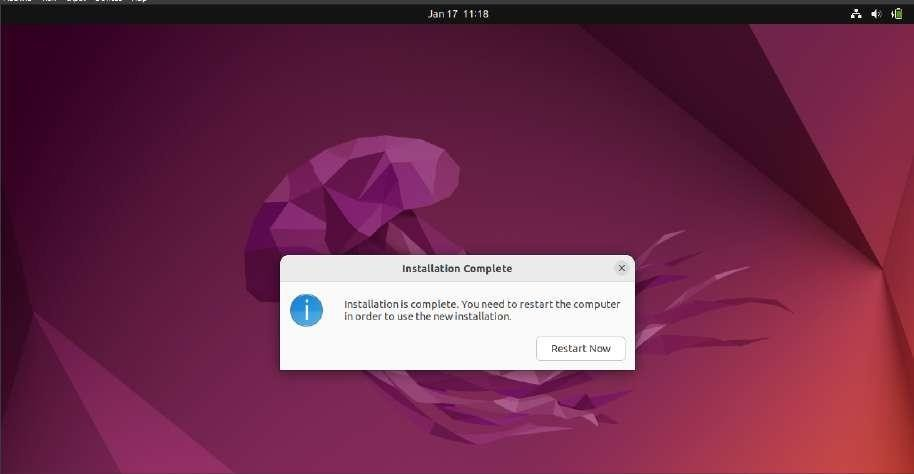 Jan 17 11:18
Installation Complete
Installation is complete. You need to restart the computer
in order to use the new installation.
Restart Now